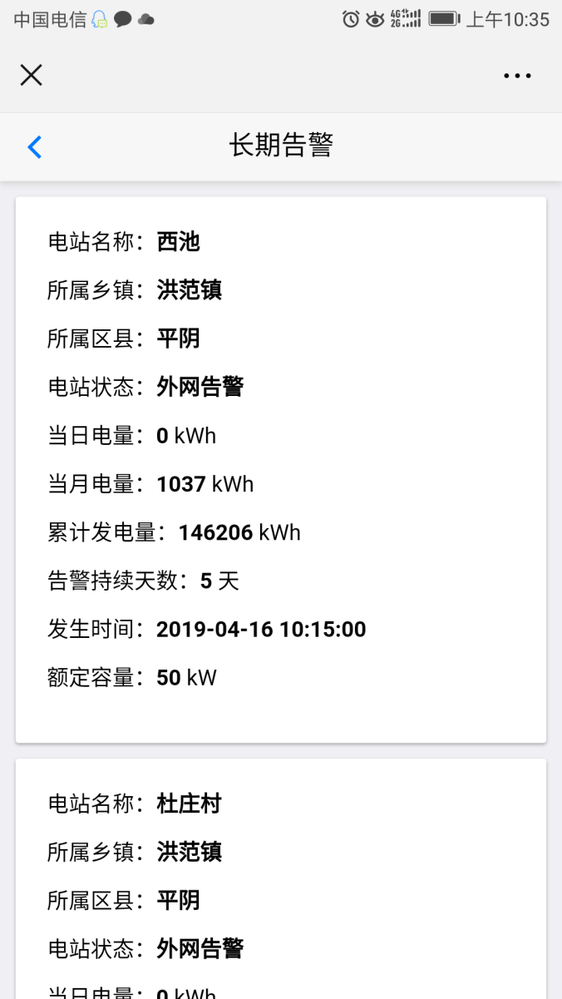 中国电信 4G 2G 上午10:35
长期告警
电站名称：西池
所属乡镇：洪范镇
所属区县：平阴
电站状态：外网告警
当日电量：0 kWh
当月电量：1037 kWh
累计发电量：146206 kWh
告警持续天数：5 天
发生时间：2019-04-16 10:15:00
额定容量：50 kW
电站名称：杜庄村
所属乡镇：洪范镇
所属区县：平阴
电站状态：外网告警
当日电量：0 kWh